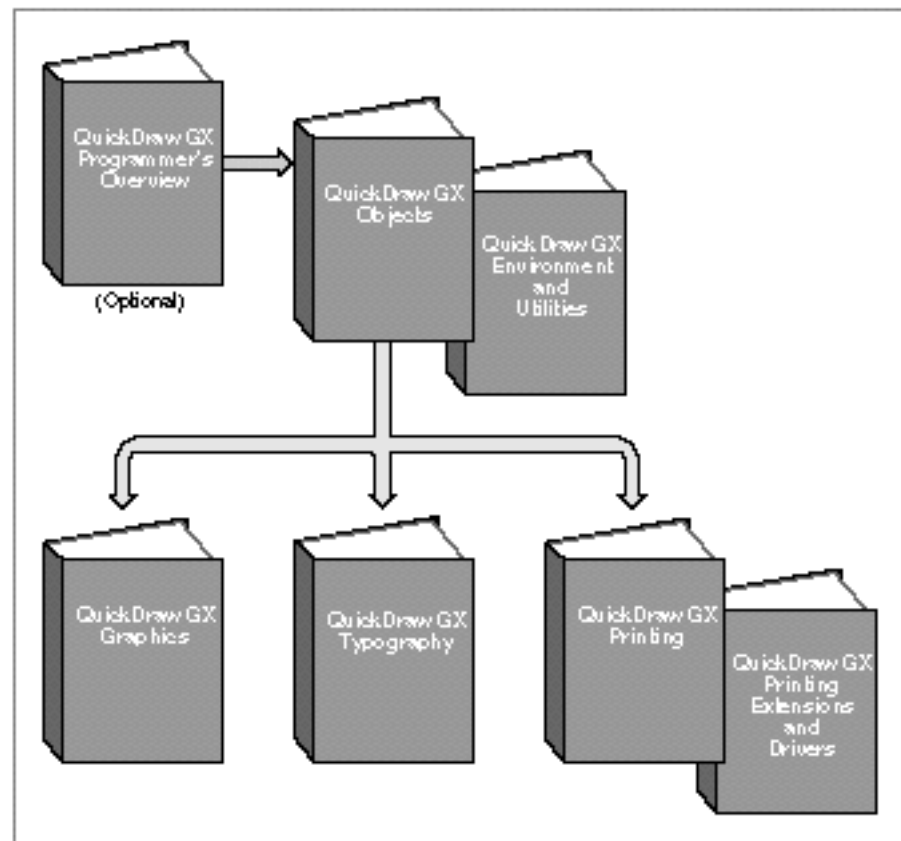 QuickDraw GX
Programmer's
Overview
(Optional)
QuickDraw GX
Objects
QuickDraw GX
Environment
and
Utilities
QuickDraw GX
Graphics
QuickDraw GX
Typography
QuickDraw GX
Printing
QuickDraw GX
Printing
Extensions
and
Drivers